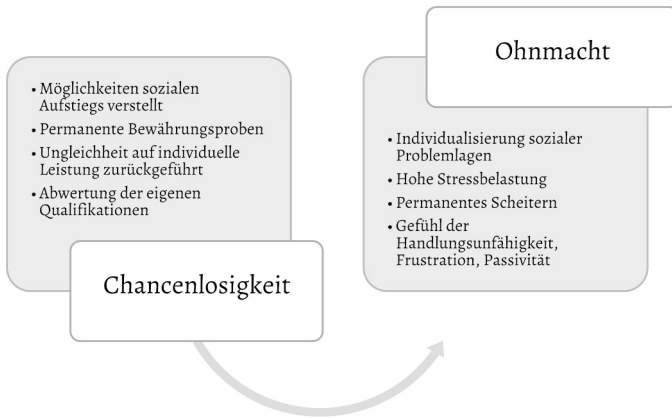 • Möglichkeiten sozialen
Aufstiegs verstellt
• Permanente Bewährungsproben
• Ungleichheit auf individuelle
Leistung zurückgeführt
• Abwertung der eigenen
Qualifikationen
Chancenlosigkeit
Ohnmacht
• Individualisierung sozialer
Problemlagen
• Hohe Stressbelastung
• Permanentes Scheitern
• Gefühl der
Handlungsunfähigkeit,
Frustration, Passivität